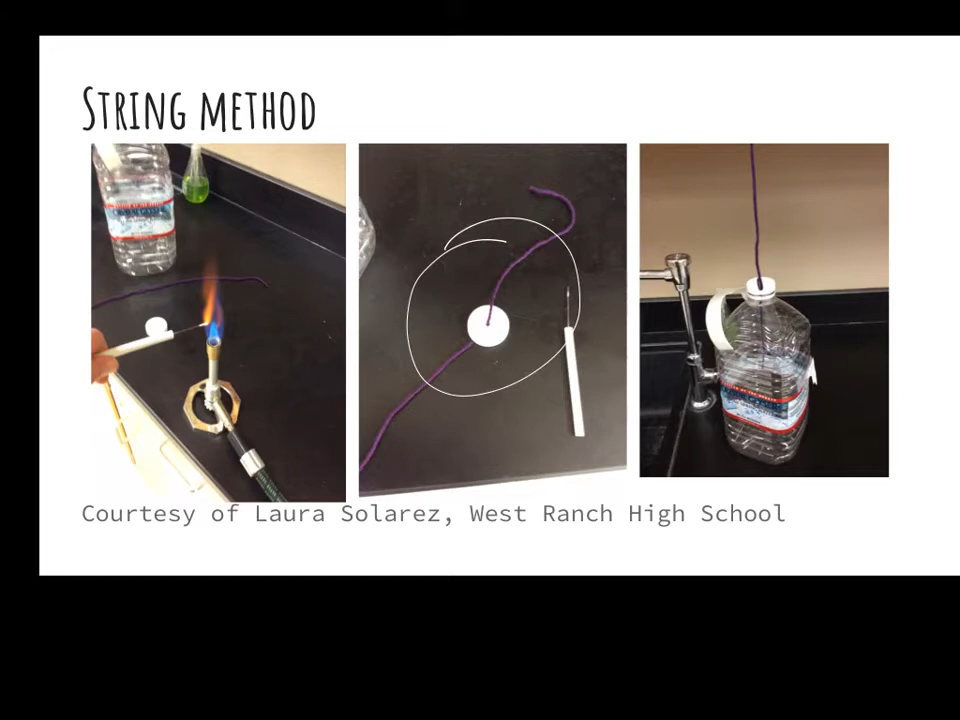 String method
Courtesy of Laura Solarez, West Ranch High School